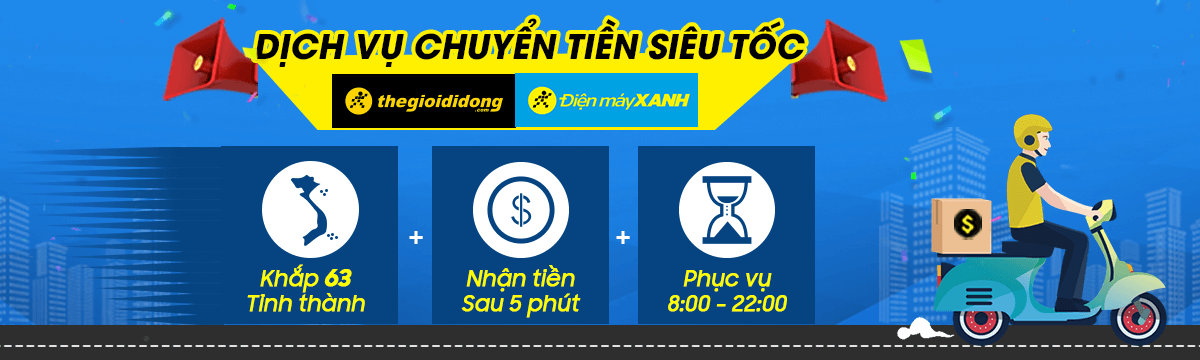 DỊCH VỤ CHUYỂN TIỀN SIÊU TỐC
thegioididong
.com
Điện máyXANH
Khắp 63
Tỉnh thành
+
Nhận tiền
Sau 5 phút
+
Phục vụ
8:00 - 22:00